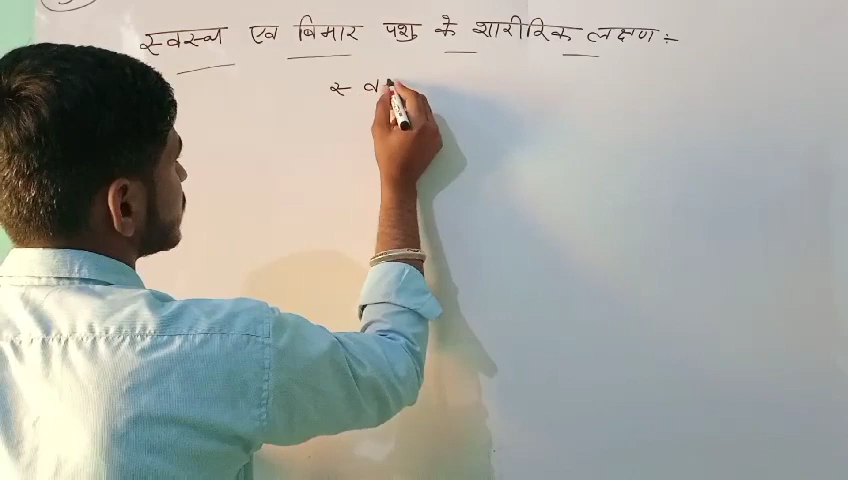 स्वस्थ एव बिमार पशु के शारीरिक लक्षण :-
स्व